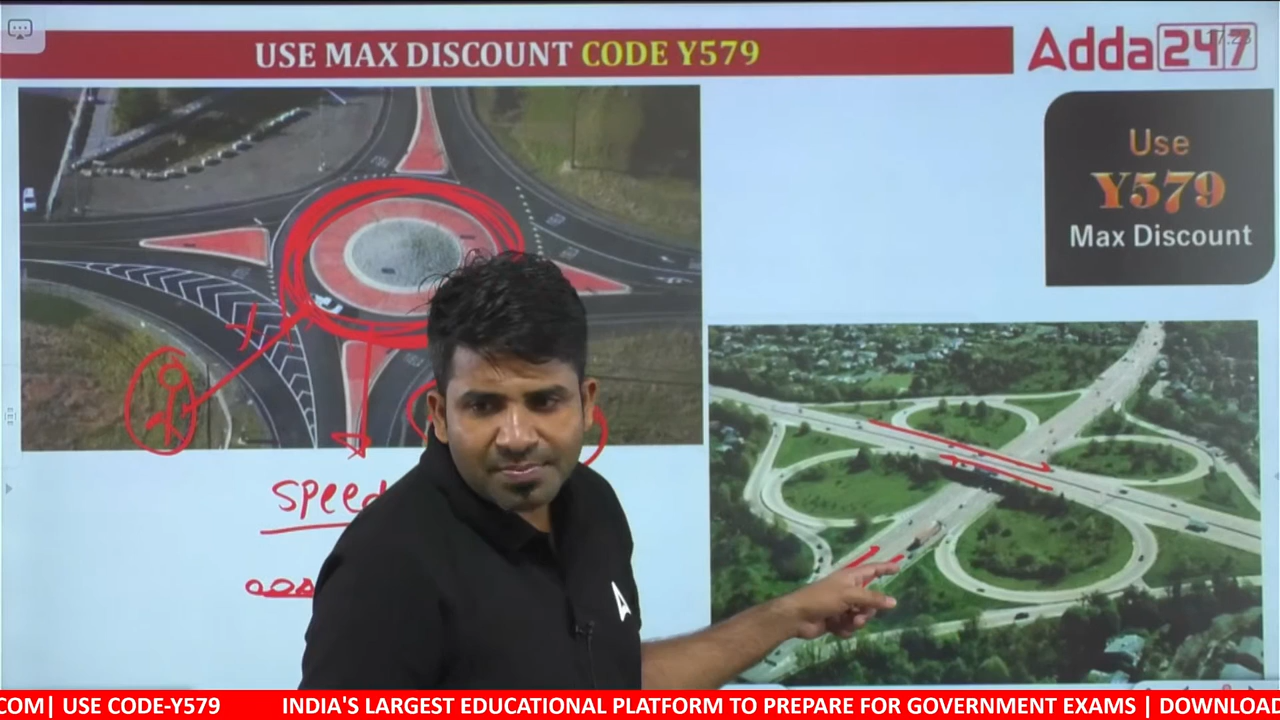 USE MAX DISCOUNT CODE Y579
Adda247
Use
Y579
Max Discount
Speed
COM| USE CODE-Y579 INDIA'S LARGEST EDUCATIONAL PLATFORM TO PREPARE FOR GOVERNMENT EXAMS | DOWNLOAD